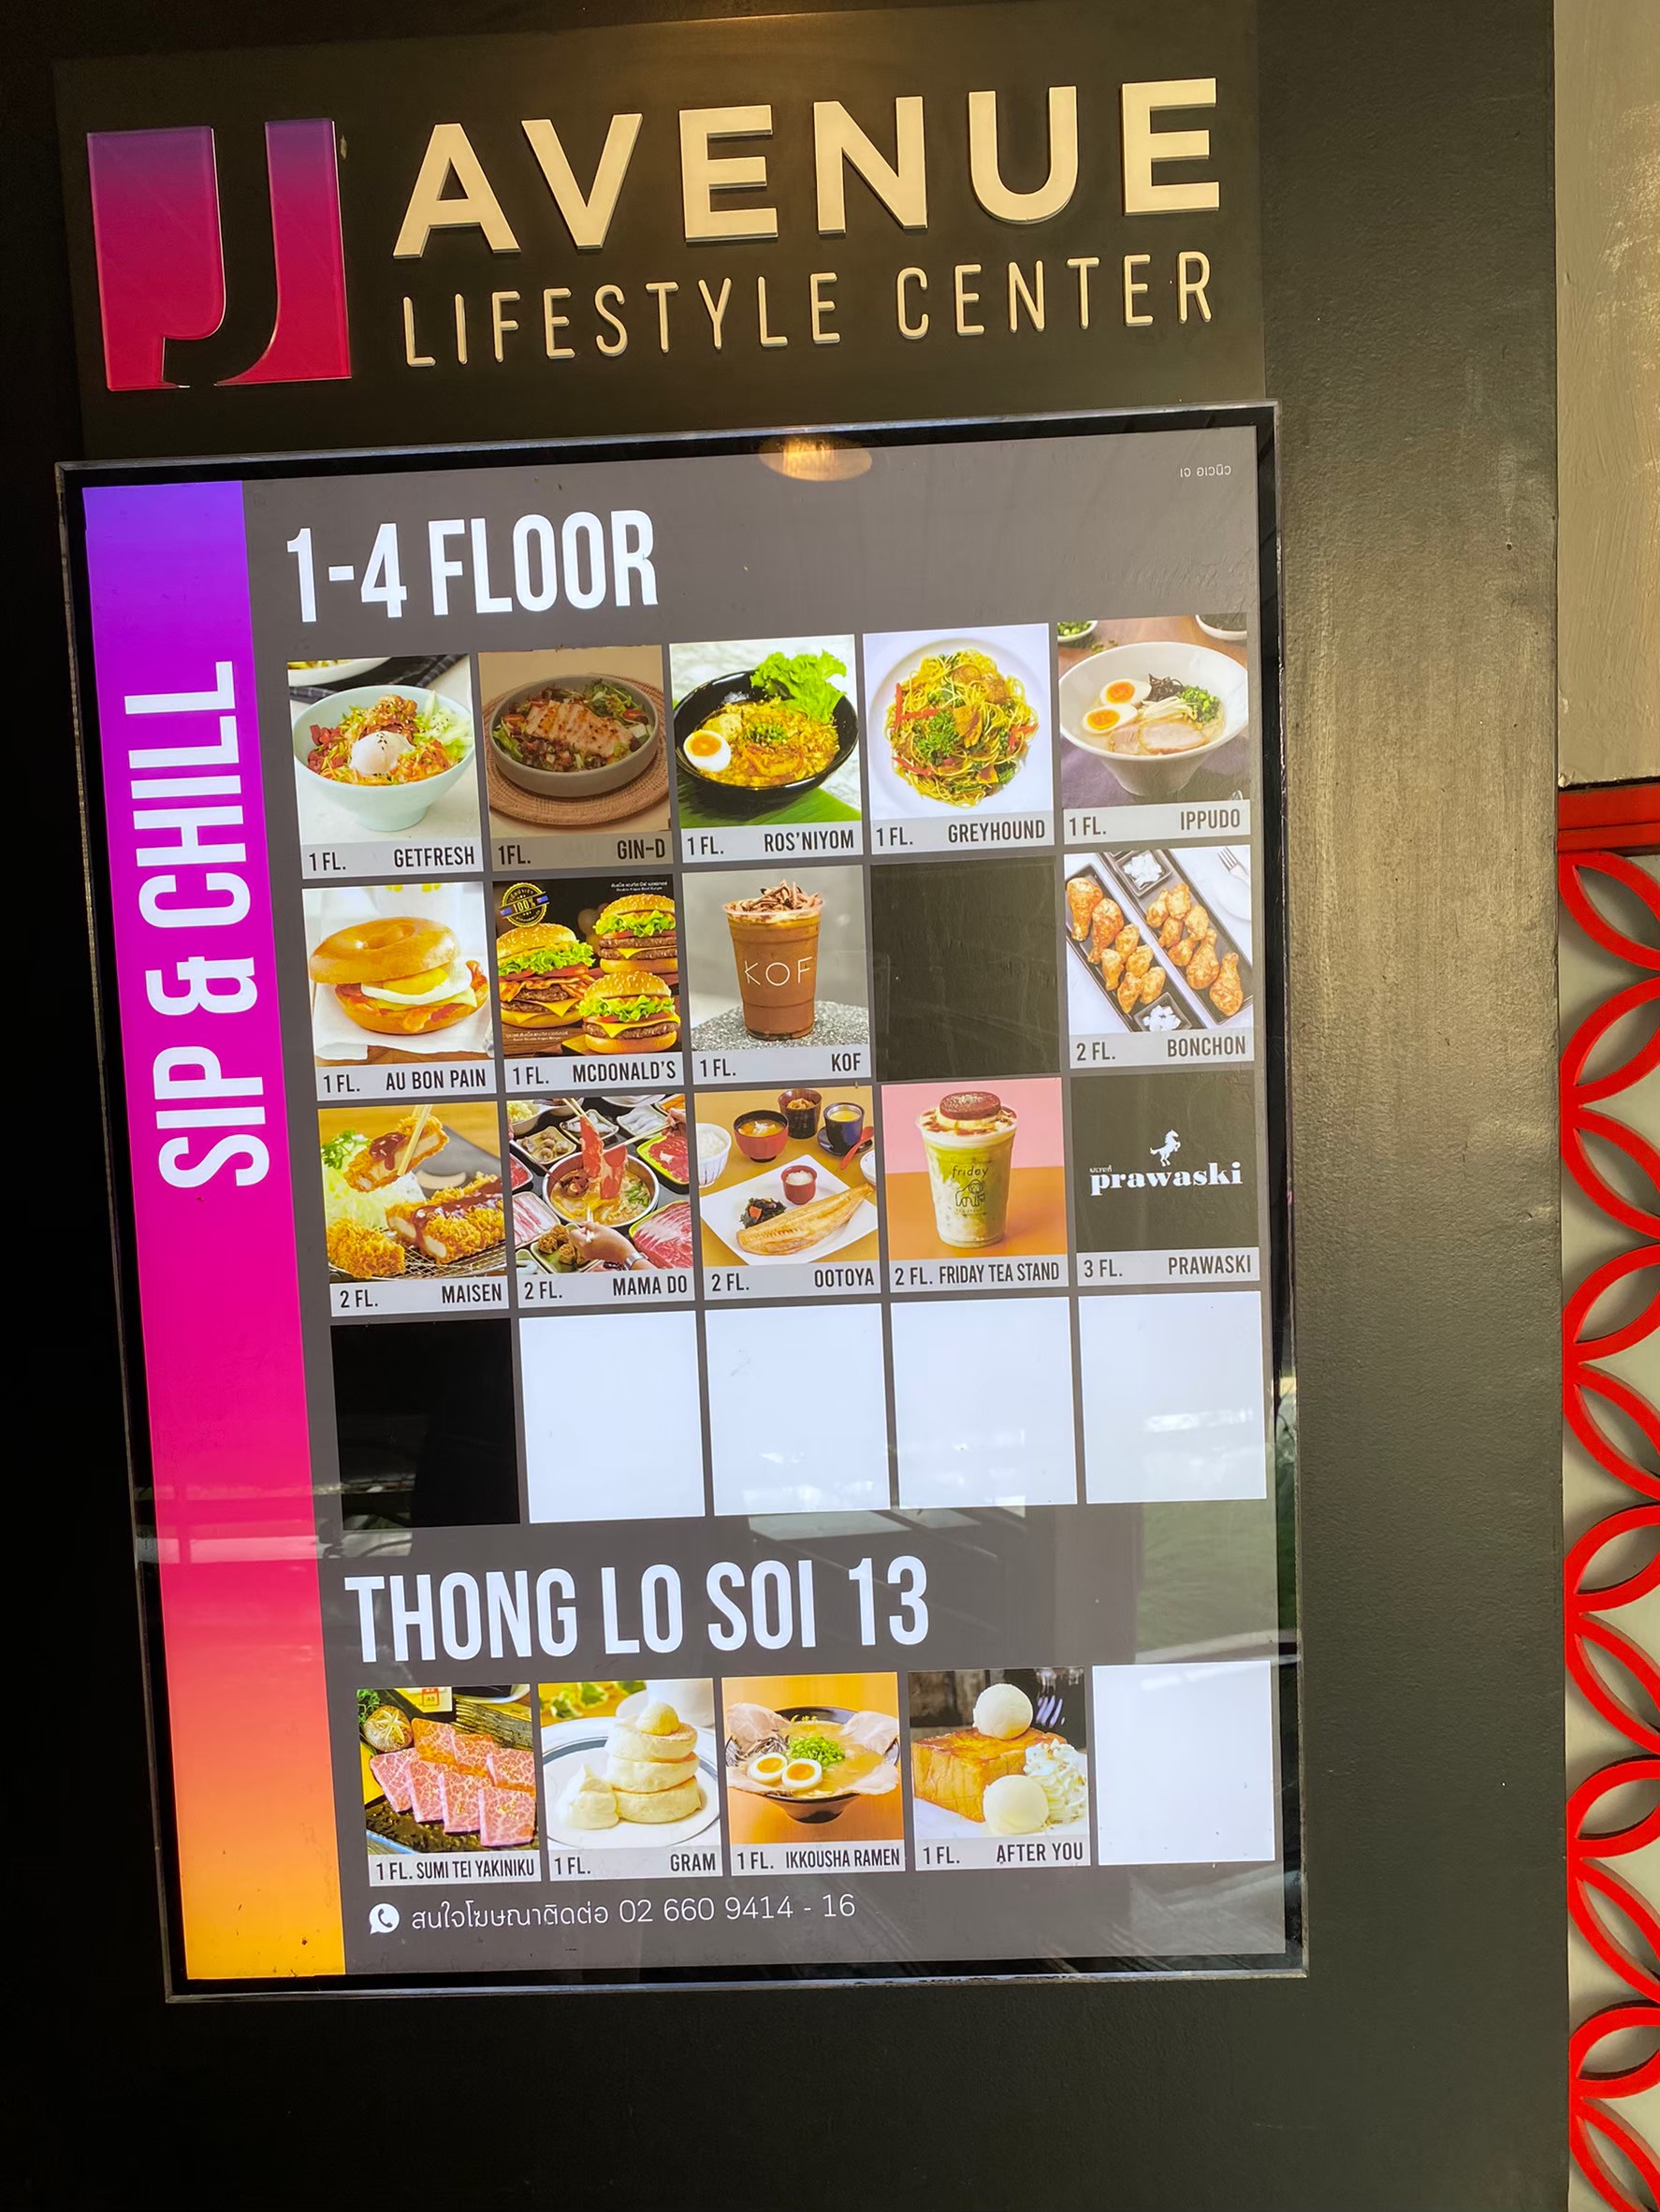 J AVENUE
LIFESTYLE CENTER
เจ อเวนิว
1-4 FLOOR
SIP & CHILL
1 FL. GETFRESH
1FL. GIN-D
1 FL. ROS'NIYOM
1 FL. GREYHOUND
1 FL. IPPUDO
100%
KOF
1 FL. AU BON PAIN
1 FL. MCDONALD'S
1 FL. KOF
2 FL. BONCHON
friday
prawaski
2 FL. MAISEN
2 FL. MAMA DO
2 FL. OOTOYA
2 FL. FRIDAY TEA STAND
3 FL. PRAWASKI
THONG LO SOI 13
1 FL. SUMI TEI YAKINIKU
1 FL. GRAM
1 FL. IKKOUSHA RAMEN
1 FL. AFTER YOU
สนใจโฆษณาติดต่อ 02 660 9414 - 16